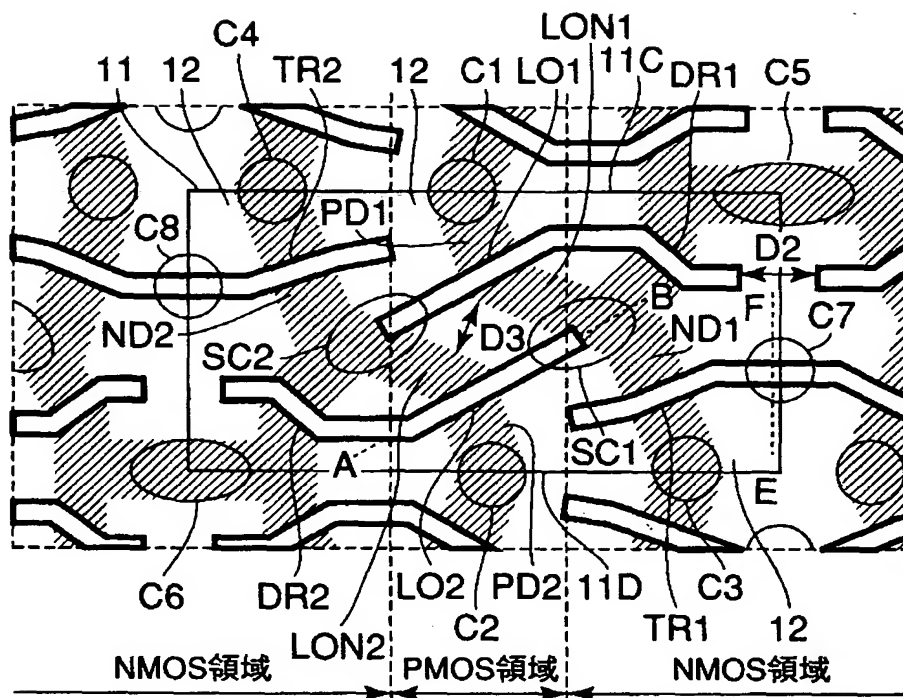 LON1
C4
11 12 TR2 12 C1 LO1 11C DR1 C5
PD1
C8
D2
B F
ND2 SC2 D3 ND1 C7
A SC1 E
C6 DR2 LO2 PD2 11D C3
LON2 C2 TR1 12
NMOS領域 PMOS領域 NMOS領域